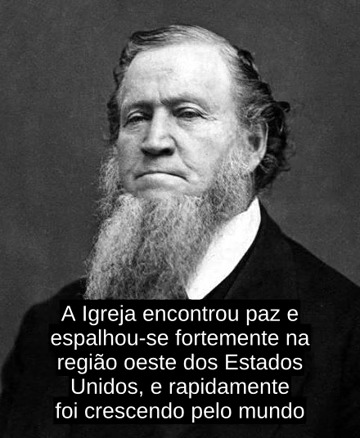 A Igreja encontrou paz e
espalhou-se fortemente na
região oeste dos Estados
Unidos, e rapidamente
foi crescendo pelo mundo